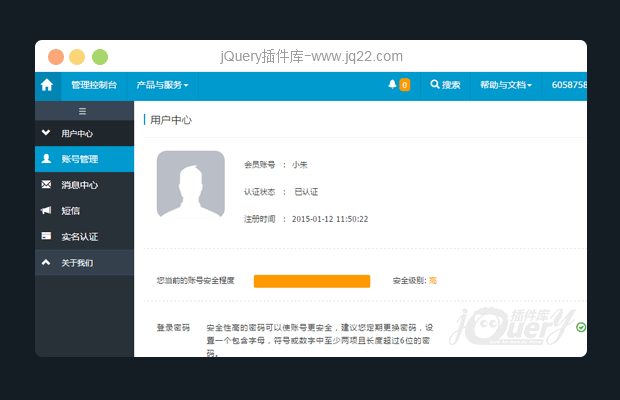 jQuery插件库-www.jq22.com
管理控制台 产品与服务 0 搜索 帮助与文档 6058758
用户中心
账号管理
消息中心
短信
实名认证
关于我们
用户中心
会员账号 : 小朱
认证状态 : 已认证
注册时间 : 2015-01-12 11:50:22
您当前的账号安全程度 安全级别: 高
登录密码 安全性高的密码可以使账号更安全，建议您定期更换密码，设
置一个包含字母，符号或数字中至少两项且长度超过6位的密
码。
插件库
jQuery